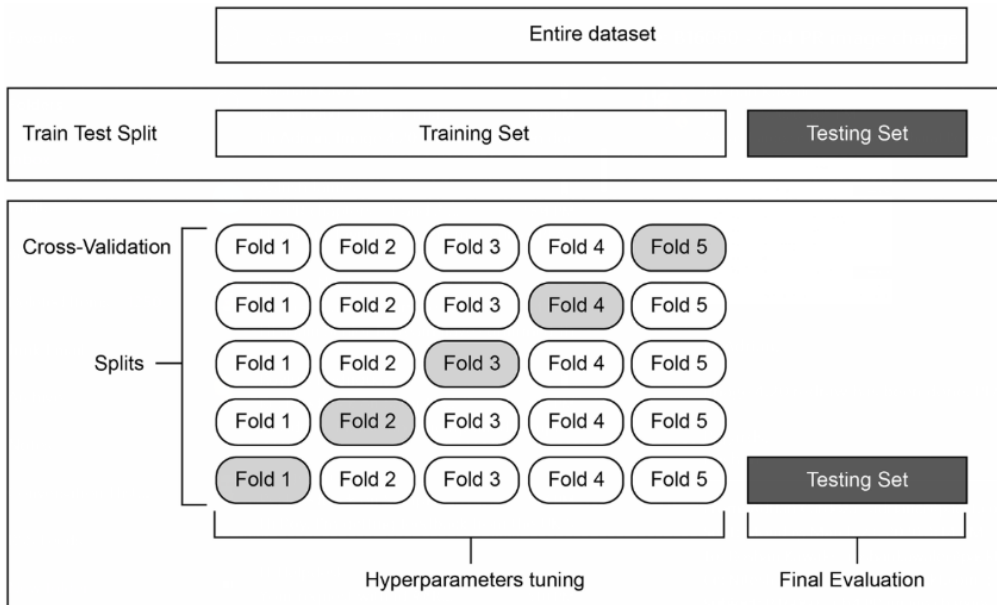 Entire dataset
Train Test Split Training Set Testing Set
Cross-Validation Fold 1 Fold 2 Fold 3 Fold 4 Fold 5
Fold 1 Fold 2 Fold 3 Fold 4 Fold 5
Splits Fold 1 Fold 2 Fold 3 Fold 4 Fold 5
Fold 1 Fold 2 Fold 3 Fold 4 Fold 5
Fold 1 Fold 2 Fold 3 Fold 4 Fold 5 Testing Set
Hyperparameters tuning Final Evaluation